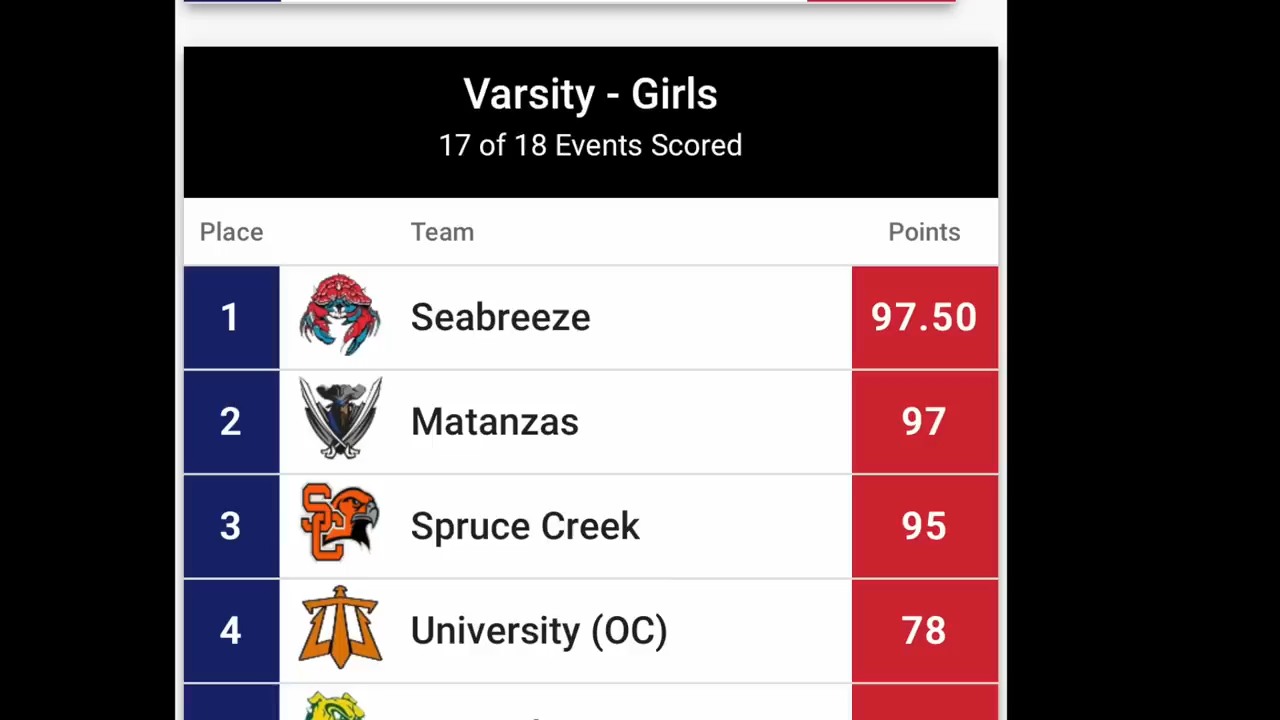 Varsity - Girls
17 of 18 Events Scored
Place Team Points
1 Seabreeze 97.50
2 Matanzas 97
3 SC Spruce Creek 95
4 University (OC) 78